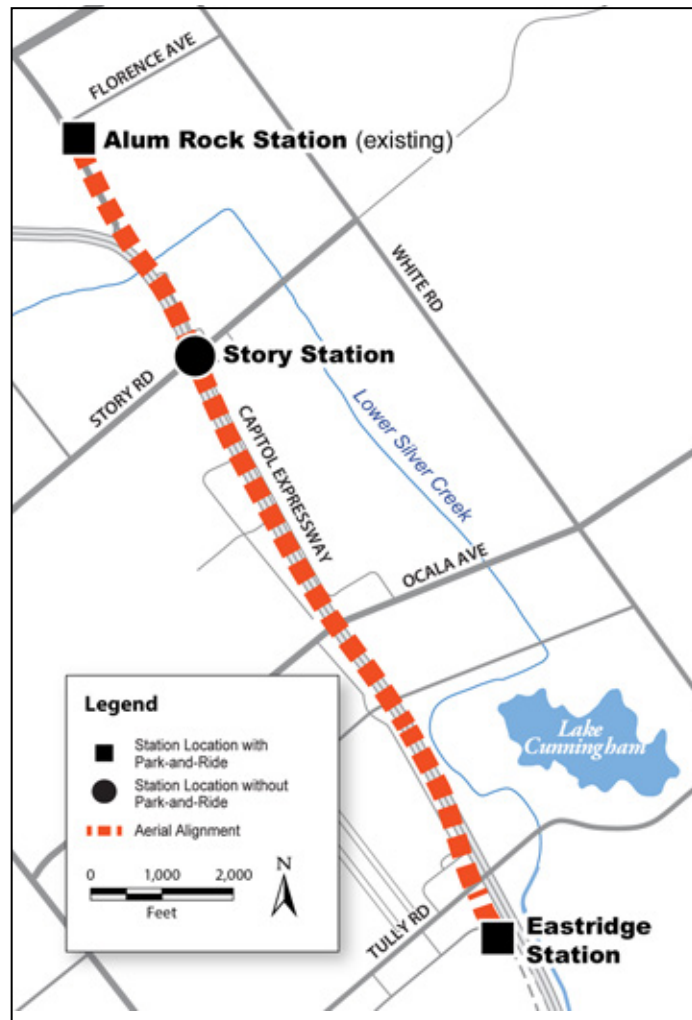 FLORENCE AVE
Alum Rock Station (existing)
WHITE RD
Story Station
STORY RD
CAPITOL EXPRESSWAY
Lower Silver Creek
OCALA AVE
Lake
Cunningham
TULLY RD
Eastridge
Station
Legend
Station Location with
Park-and-Ride
Station Location without
Park-and-Ride
Aerial Alignment
0 1,000 2,000
Feet
N